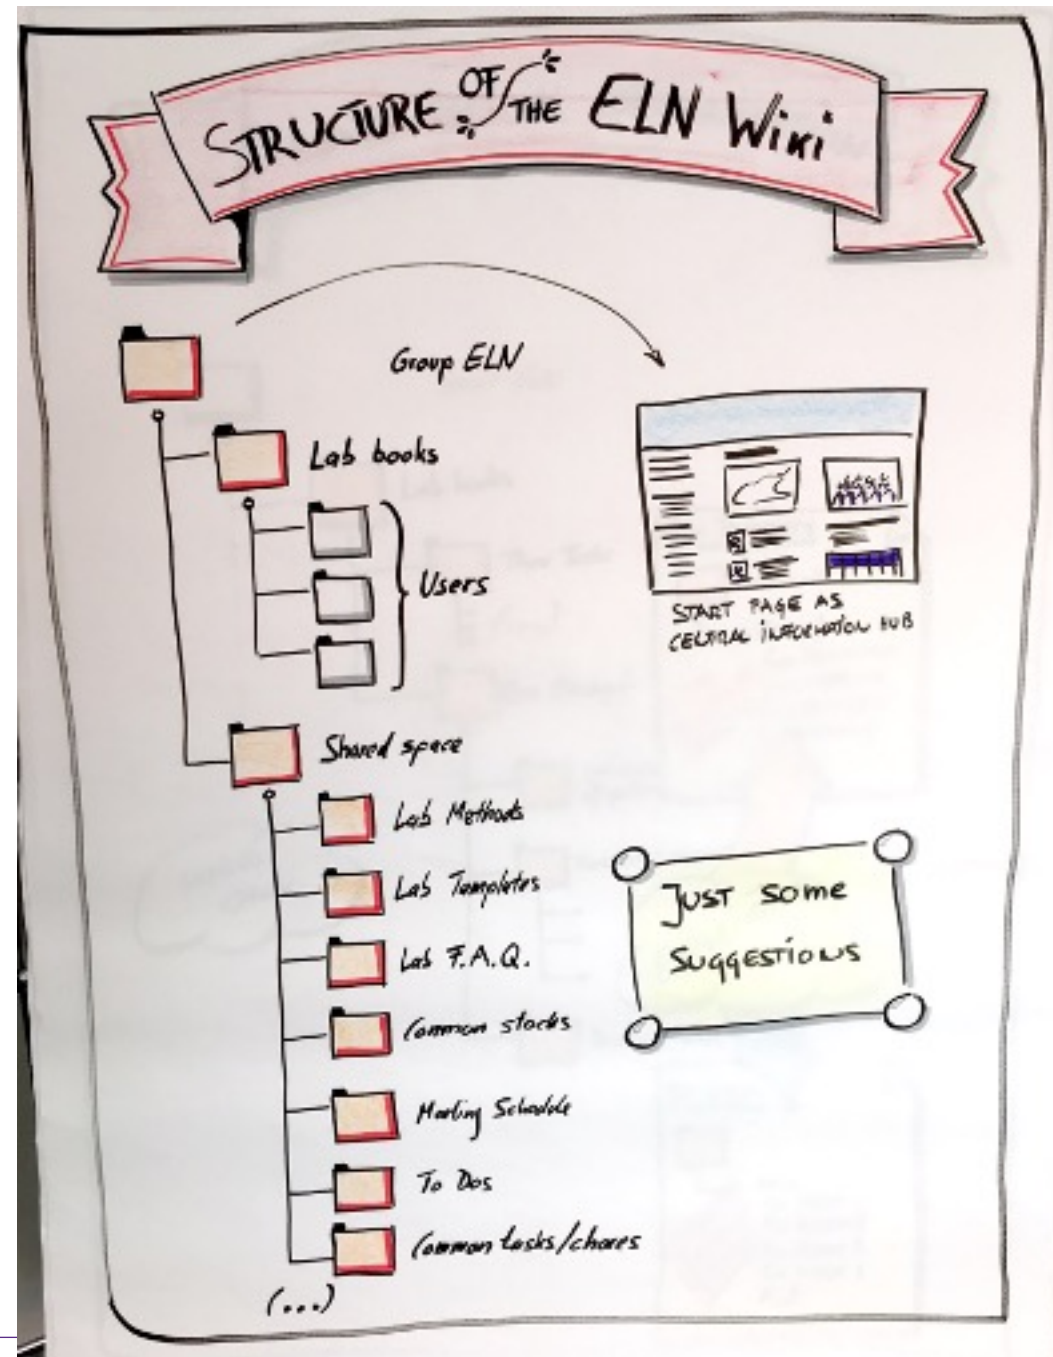 STRUCTURE OF THE ELN Wiki
Group ELN
Lab books
Users
START PAGE AS
CENTRAL INFORMATION HUB
Shared space
Lab Methods
Lab Templates
Lab F.A.Q.
Common stocks
Meeting Schedule
To Dos
Common tasks/chores
(...)
JUST SOME
SUGGESTIONS